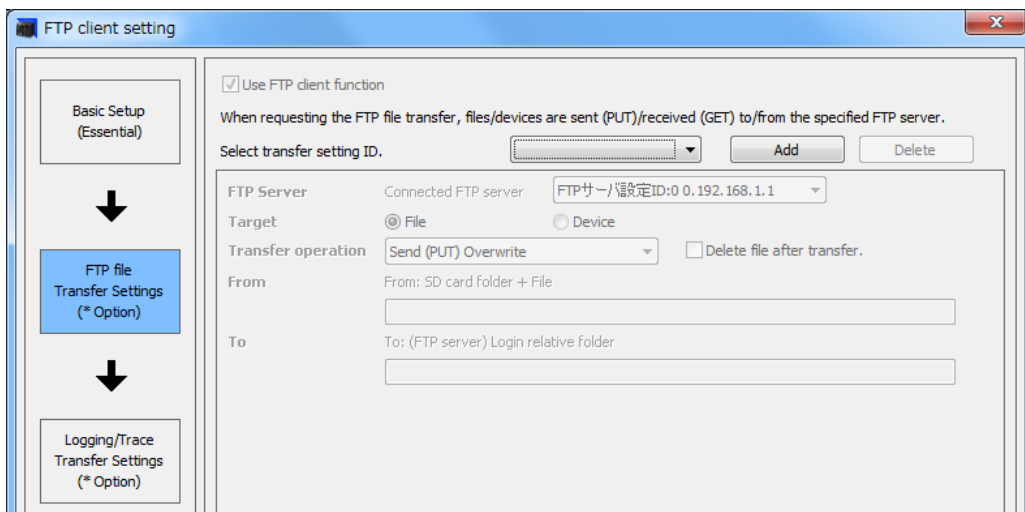 FTP client setting
Basic Setup
(Essential)
FTP file
Transfer Settings
(* Option)
Logging/Trace
Transfer Settings
(* Option)
Use FTP client function
When requesting the FTP file transfer, files/devices are sent (PUT)/received (GET) to/from the specified FTP server.
Select transfer setting ID. Add Delete
FTP Server Connected FTP server FTPサーバ設定ID:0 0.192.168.1.1
Target File Device
Transfer operation Send (PUT) Overwrite Delete file after transfer.
From From: SD card folder + File
To To: (FTP server) Login relative folder